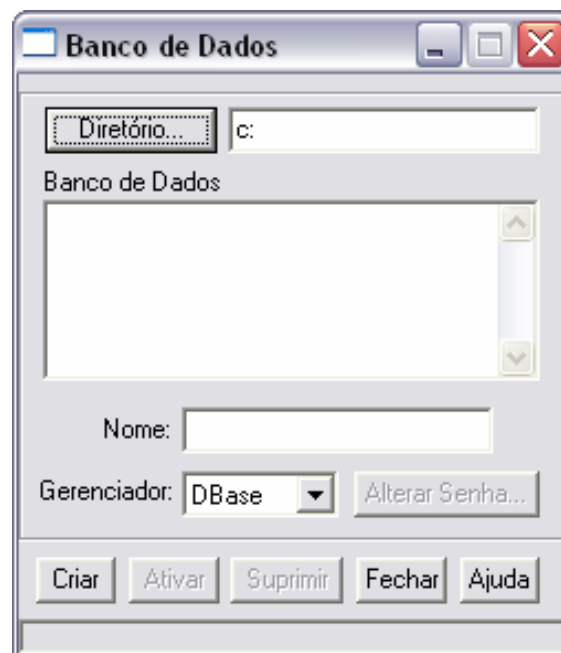 Banco de Dados
Diretório... c:
Banco de Dados
Nome:
Gerenciador: DBase Alterar Senha...
Criar Ativar Suprimir Fechar Ajuda